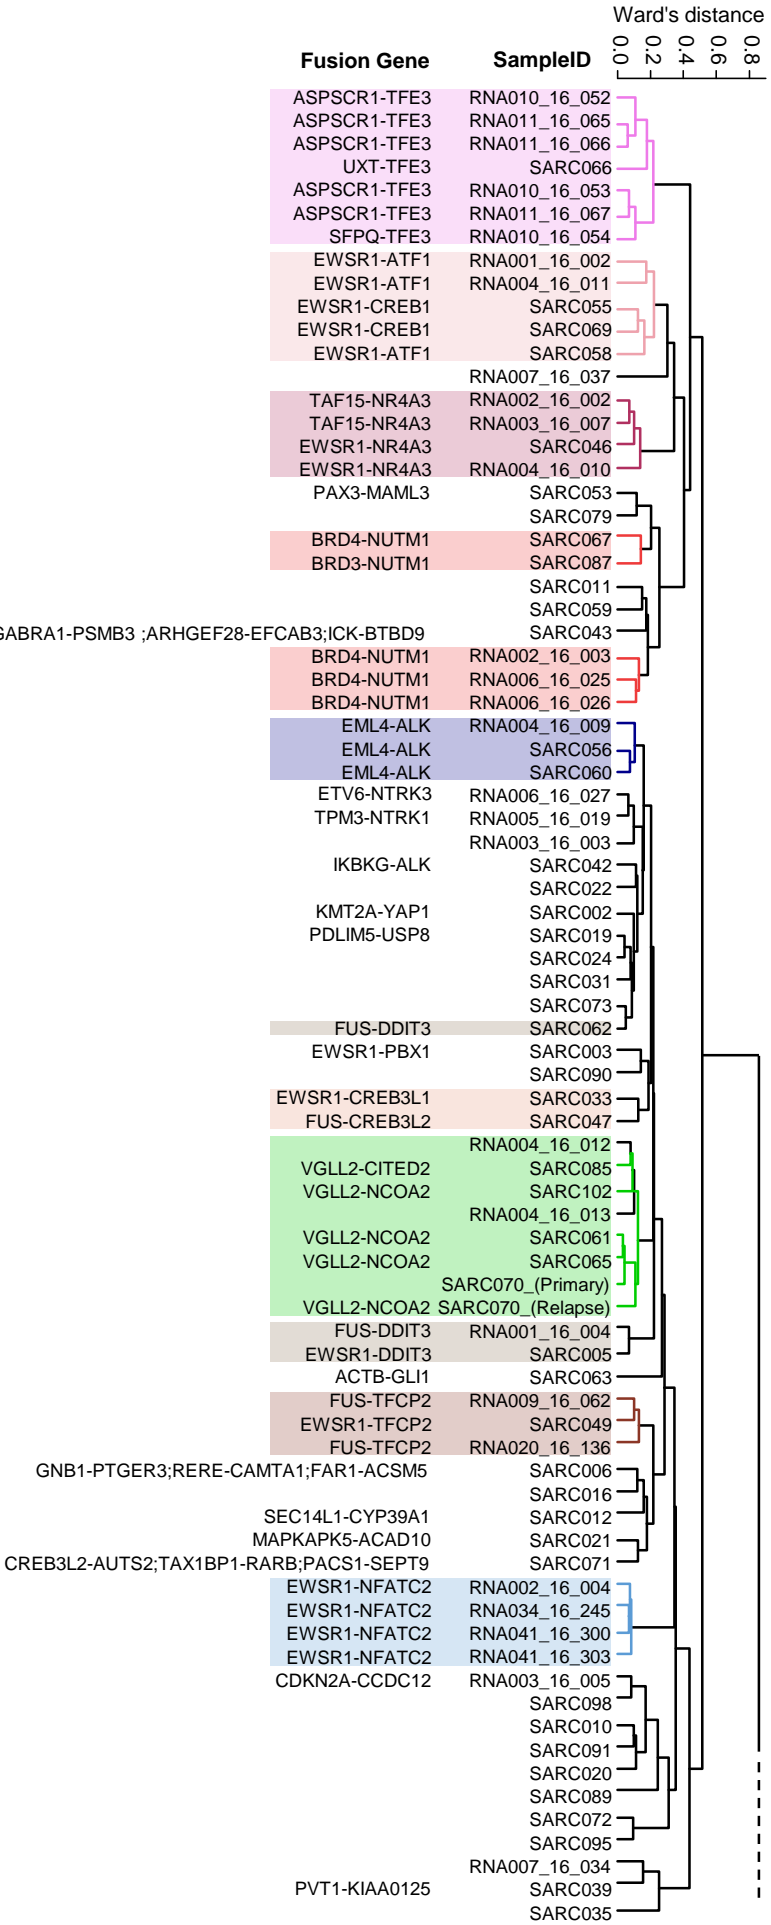 Ward's distance
0.0 0.2 0.4 0.6 0.8
Fusion Gene SampleID
ASPSCR1-TFE3 RNA010_16_052
ASPSCR1-TFE3 RNA011_16_065
ASPSCR1-TFE3 RNA011_16_066
UXT-TFE3 SARC066
ASPSCR1-TFE3 RNA010_16_053
ASPSCR1-TFE3 RNA011_16_067
SFPQ-TFE3 RNA010_16_054
EWSR1-ATF1 RNA001_16_002
EWSR1-ATF1 RNA004_16_011
EWSR1-CREB1 SARC055
EWSR1-CREB1 SARC069
EWSR1-ATF1 SARC058
RNA007_16_037
TAF15-NR4A3 RNA002_16_002
TAF15-NR4A3 RNA003_16_007
EWSR1-NR4A3 SARC046
EWSR1-NR4A3 RNA004_16_010
PAX3-MAML3 SARC053
SARC079
BRD4-NUTM1 SARC067
BRD3-NUTM1 SARC087
SARC011
SARC059
GABRA1-PSMB3 ;ARHGEF28-EFCAB3;ICK-BTBD9 SARC043
BRD4-NUTM1 RNA002_16_003
BRD4-NUTM1 RNA006_16_025
BRD4-NUTM1 RNA006_16_026
EML4-ALK RNA004_16_009
EML4-ALK SARC056
EML4-ALK SARC060
ETV6-NTRK3 RNA006_16_027
TPM3-NTRK1 RNA005_16_019
RNA003_16_003
IKBKG-ALK SARC042
SARC022
KMT2A-YAP1 SARC002
PDLIM5-USP8 SARC019
SARC024
SARC031
SARC073
FUS-DDIT3 SARC062
EWSR1-PBX1 SARC003
SARC090
EWSR1-CREB3L1 SARC033
FUS-CREB3L2 SARC047
RNA004_16_012
VGLL2-CITED2 SARC085
VGLL2-NCOA2 SARC102
RNA004_16_013
VGLL2-NCOA2 SARC061
VGLL2-NCOA2 SARC065
SARC070_(Primary)
VGLL2-NCOA2 SARC070_(Relapse)
FUS-DDIT3 RNA001_16_004
EWSR1-DDIT3 SARC005
ACTB-GLI1 SARC063
FUS-TFCP2 RNA009_16_062
EWSR1-TFCP2 SARC049
FUS-TFCP2 RNA020_16_136
GNB1-PTGER3;RERE-CAMTA1;FAR1-ACSM5 SARC006
SARC016
SEC14L1-CYP39A1 SARC012
MAPKAPK5-ACAD10 SARC021
CREB3L2-AUTS2;TAX1BP1-RARB;PACS1-SEPT9 SARC071
EWSR1-NFATC2 RNA002_16_004
EWSR1-NFATC2 RNA034_16_245
EWSR1-NFATC2 RNA041_16_300
EWSR1-NFATC2 RNA041_16_303
CDKN2A-CCDC12 RNA003_16_005
SARC098
SARC010
SARC091
SARC020
SARC089
SARC072
SARC095
RNA007_16_034
PVT1-KIAA0125 SARC039
SARC035